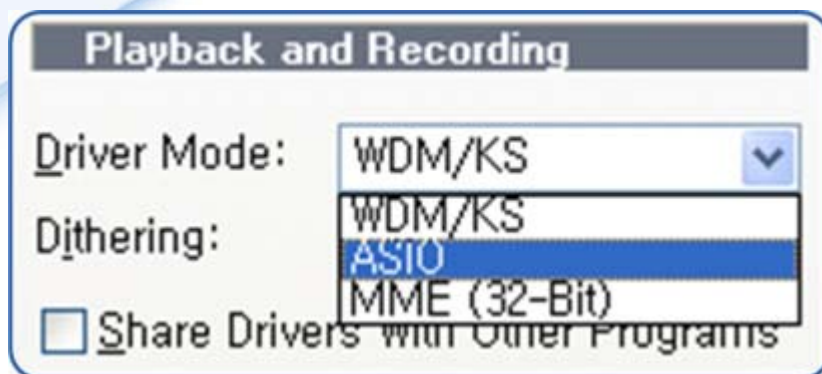 Playback and Recording
Driver Mode: WDM/KS
WDM/KS
Dithering:
ASIO
MME (32-Bit)
Share Drivers with Other Programs